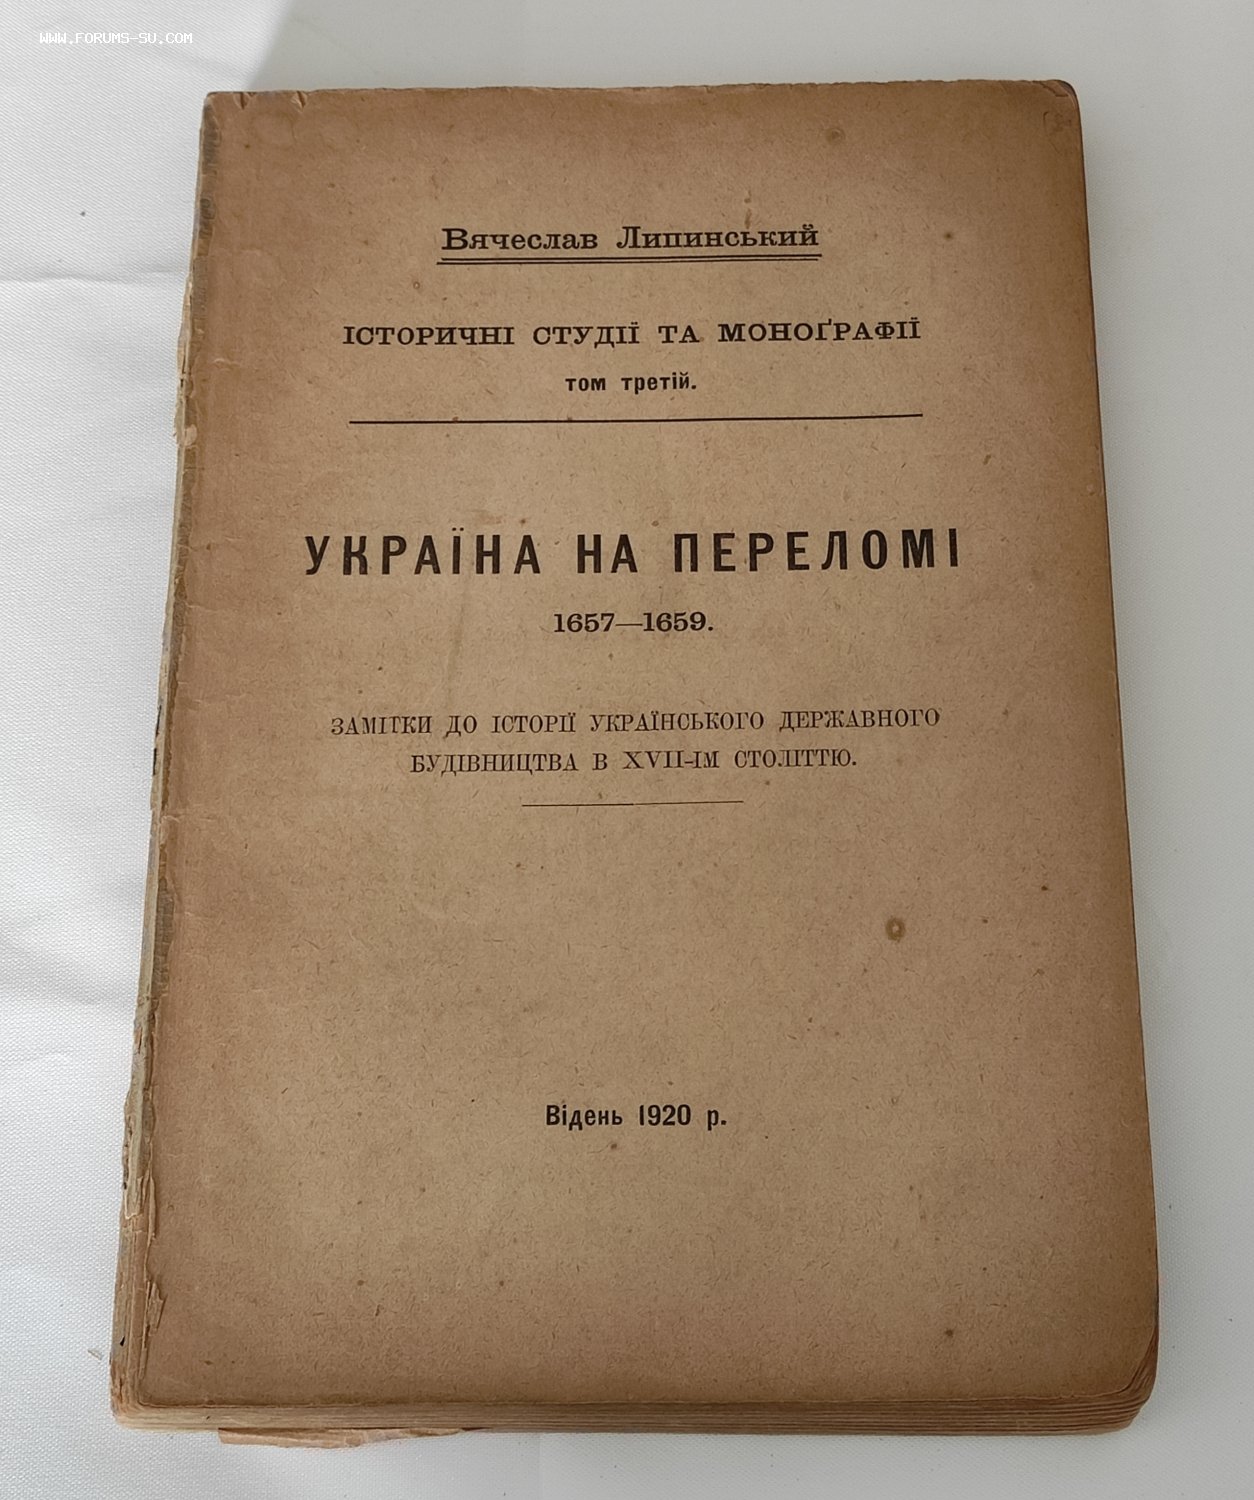 WWW.FORUMS-SU.COM
Вячеслав Липинський
ІСТОРИЧНІ СТУДІЇ ТА МОНОҐРАФІЇ
том третій.
УКРАЇНА НА ПЕРЕЛОМІ
1657—1659.
ЗАМІТКИ ДО ІСТОРІЇ УКРАЇНСЬКОГО ДЕРЖАВНОГО
БУДІВНИЦТВА В XVII-ІМ СТОЛІТТЮ.
Відень 1920 р.